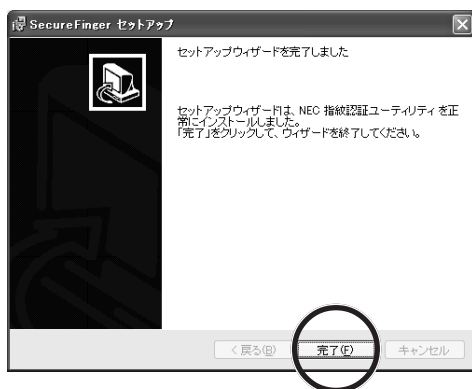 SecureFinger セットアップ
セットアップウィザードを完了しました
セットアップウィザードは、NEC 指紋認証ユーティリティ を正
常にインストールしました。
「完了」をクリックして、ウィザードを終了してください。
< 戻る(B)
完了(F)
キャンセル